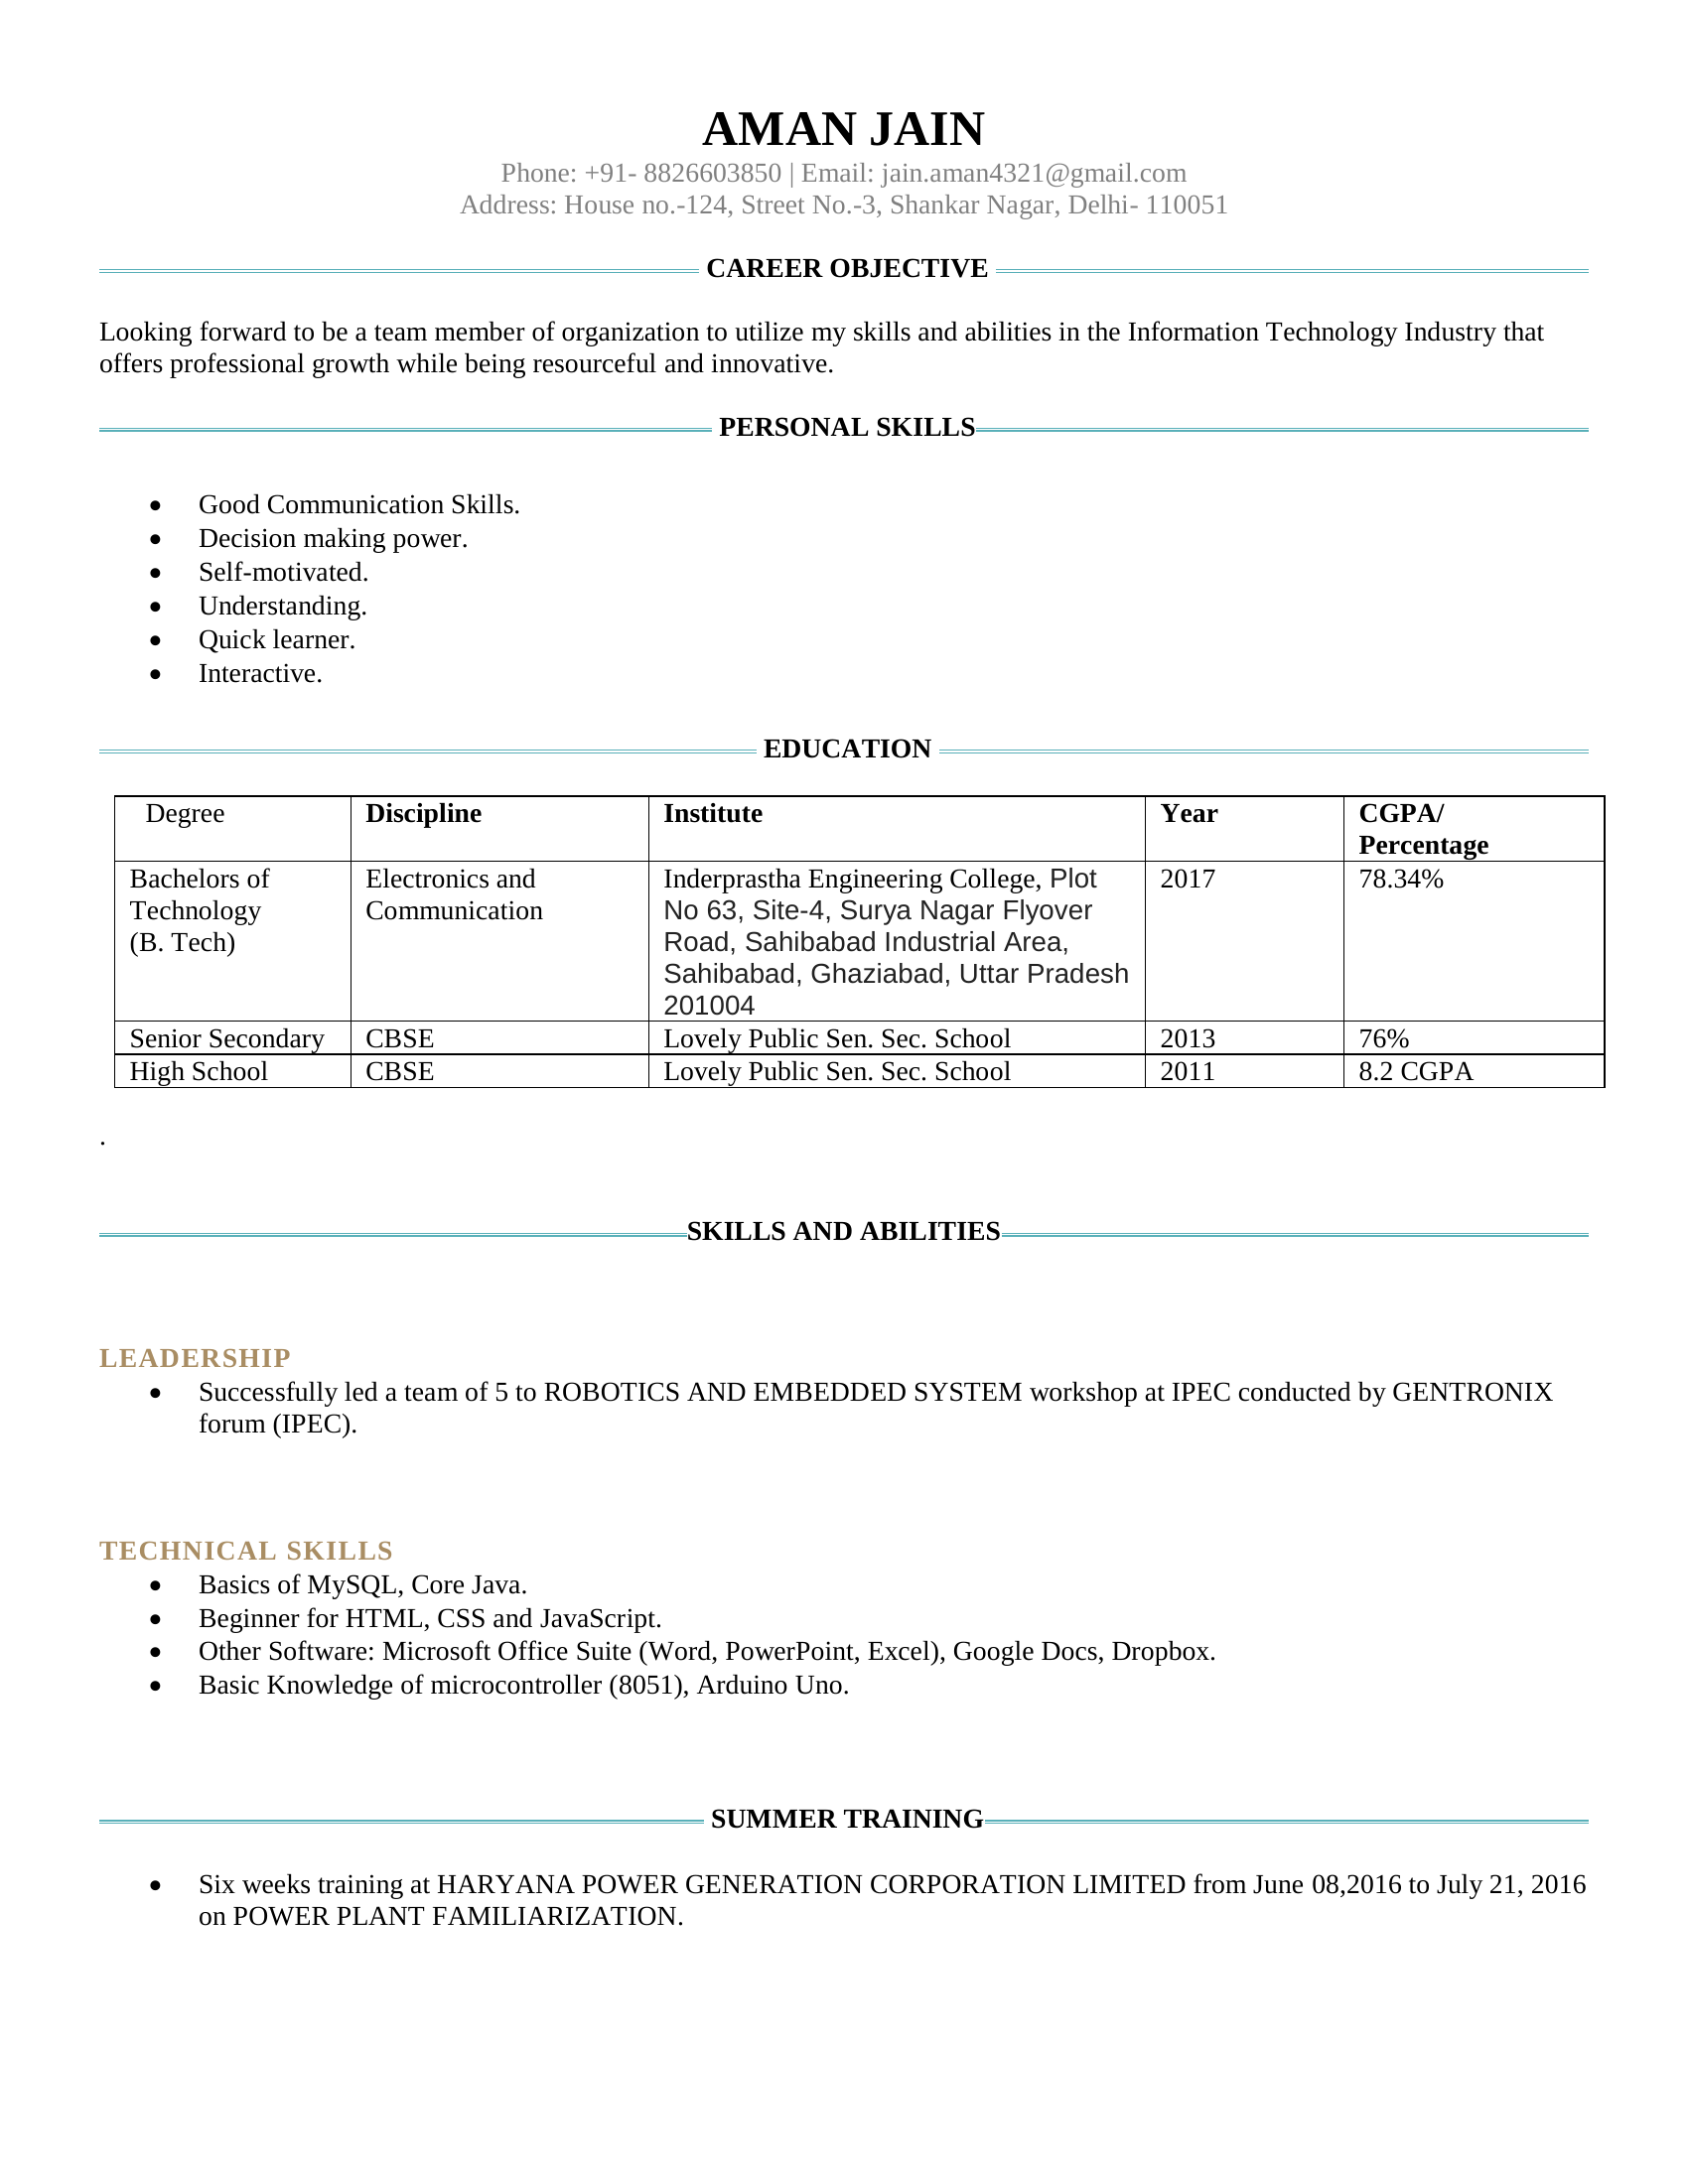 AMAN JAIN
Phone: +91- 8826603850 | Email: jain.aman4321@gmail.com
Address: House no.-124, Street No.-3, Shankar Nagar, Delhi- 110051
CAREER OBJECTIVE
Looking forward to be a team member of organization to utilize my skills and abilities in the Information Technology Industry that
offers professional growth while being resourceful and innovative.
PERSONAL SKILLS
• Good Communication Skills.
• Decision making power.
• Self-motivated.
• Understanding.
• Quick learner.
• Interactive.
EDUCATION
Degree Discipline Institute Year CGPA/
Percentage
Bachelors of Technology (B. Tech) Electronics and Communication Inderprastha Engineering College, Plot No 63, Site-4, Surya Nagar Flyover Road, Sahibabad Industrial Area, Sahibabad, Ghaziabad, Uttar Pradesh 201004 2017 78.34%
Senior Secondary CBSE Lovely Public Sen. Sec. School 2013 76%
High School CBSE Lovely Public Sen. Sec. School 2011 8.2 CGPA
.
SKILLS AND ABILITIES
LEADERSHIP
• Successfully led a team of 5 to ROBOTICS AND EMBEDDED SYSTEM workshop at IPEC conducted by GENTRONIX
forum (IPEC).
TECHNICAL SKILLS
• Basics of MySQL, Core Java.
• Beginner for HTML, CSS and JavaScript.
• Other Software: Microsoft Office Suite (Word, PowerPoint, Excel), Google Docs, Dropbox.
• Basic Knowledge of microcontroller (8051), Arduino Uno.
SUMMER TRAINING
• Six weeks training at HARYANA POWER GENERATION CORPORATION LIMITED from June 08,2016 to July 21, 2016
on POWER PLANT FAMILIARIZATION.